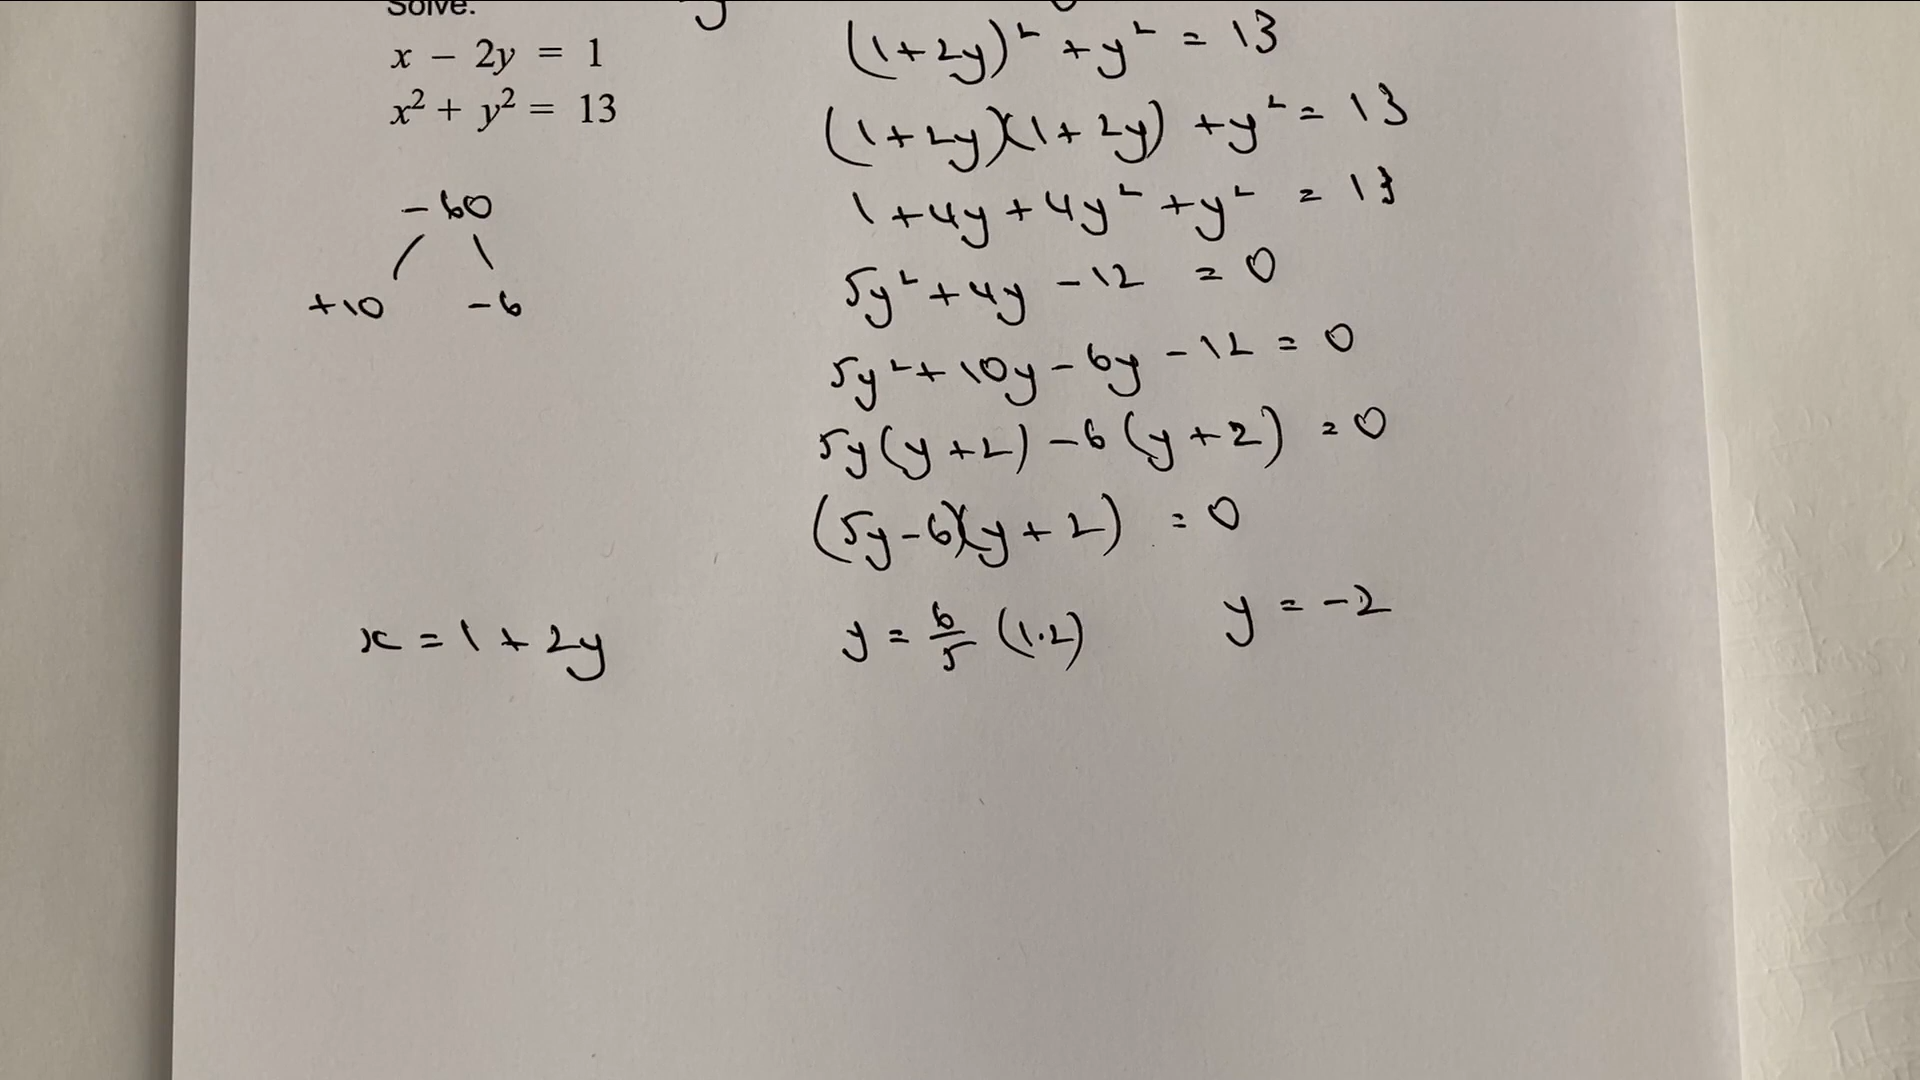 Solve:
x − 2y = 1
x² + y² = 13
(1+2y)² + y² = 13
(1+2y)(1+2y) + y² = 13
1 + 4y + 4y² + y² = 13
5y² + 4y − 12 = 0
5y² + 10y − 6y − 12 = 0
5y(y+2) − 6(y+2) = 0
(5y−6)(y+2) = 0
y = 6/5 (1.2) y = −2
−60
+10 −6
x = 1 + 2y